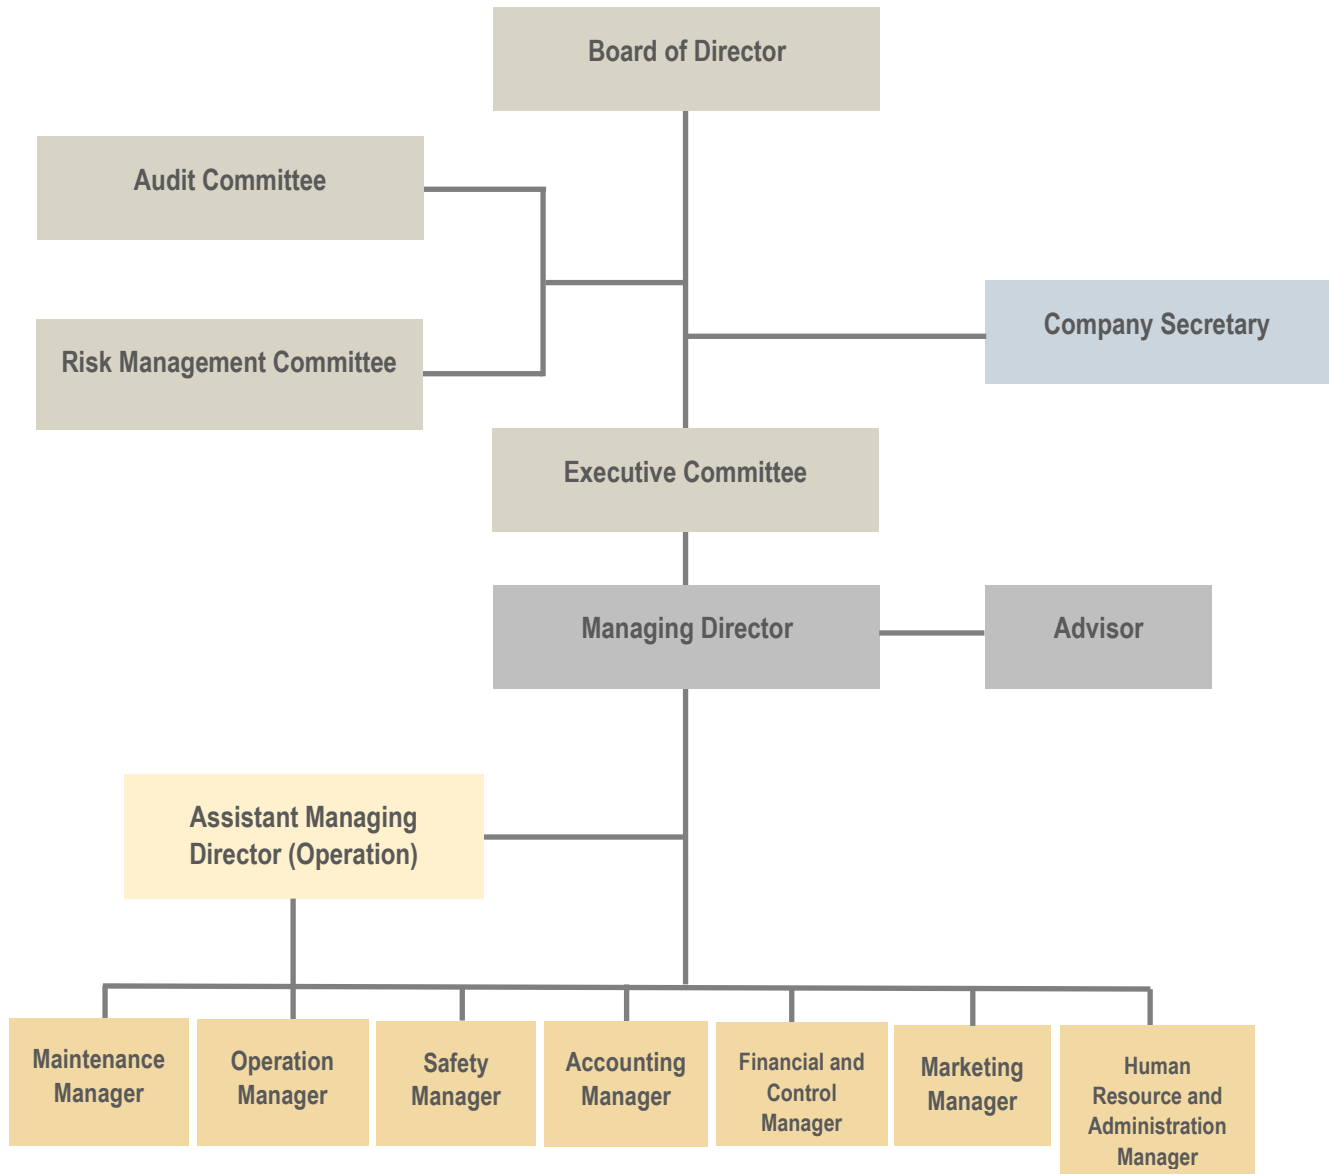 Board of Director
Audit Committee
Company Secretary
Risk Management Committee
Executive Committee
Managing Director
Advisor
Assistant Managing
Director (Operation)
Maintenance
Manager
Operation
Manager
Safety
Manager
Accounting
Manager
Financial and
Control
Manager
Marketing
Manager
Human
Resource and
Administration
Manager